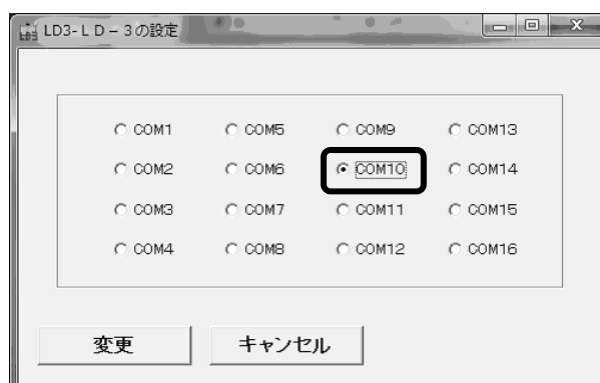 LD3-ＬＤ－３の設定
COM1 COM5 COM9 COM13
COM2 COM6 COM10 COM14
COM3 COM7 COM11 COM15
COM4 COM8 COM12 COM16
変更 キャンセル